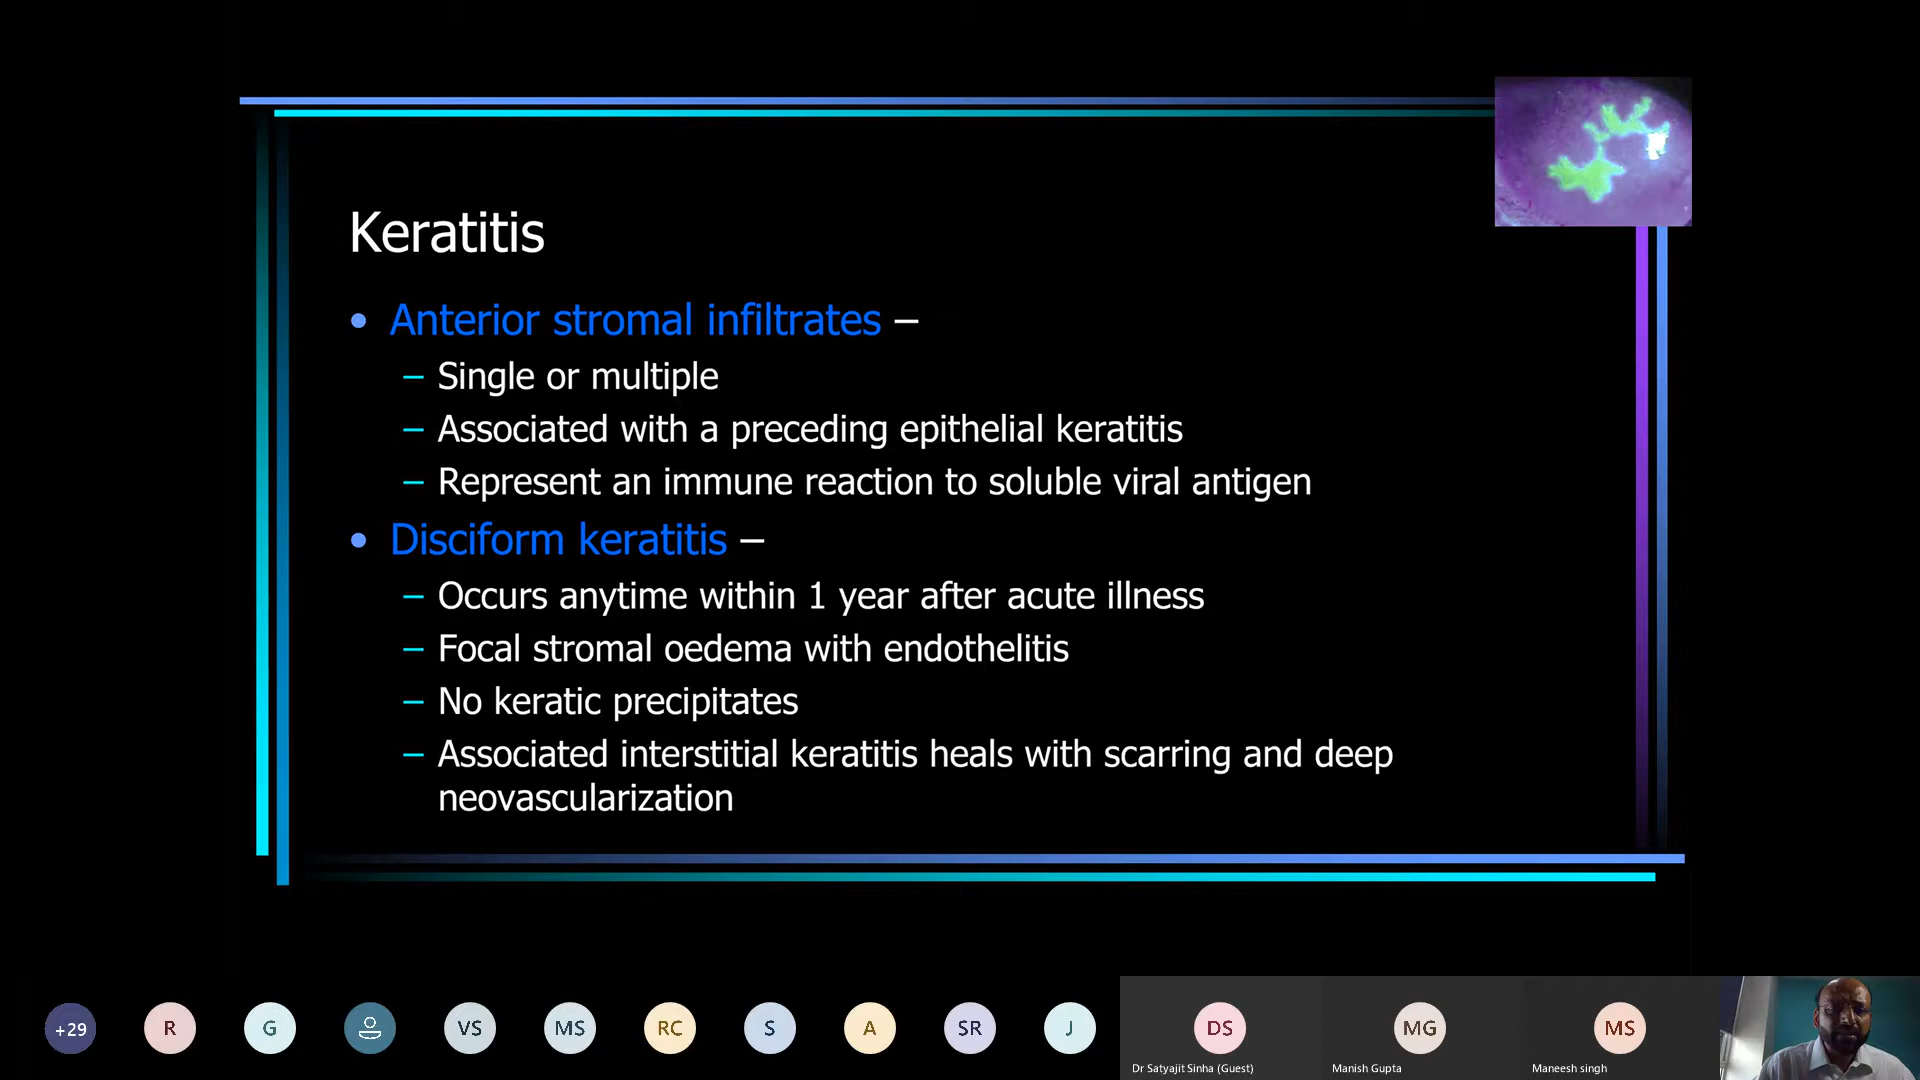 Keratitis
• Anterior stromal infiltrates –
– Single or multiple
– Associated with a preceding epithelial keratitis
– Represent an immune reaction to soluble viral antigen
• Disciform keratitis –
– Occurs anytime within 1 year after acute illness
– Focal stromal oedema with endothelitis
– No keratic precipitates
– Associated interstitial keratitis heals with scarring and deep
neovascularization
+29
R
G
VS
MS
RC
S
A
SR
J
DS
MG
MS
Dr Satyajit Sinha (Guest)
Manish Gupta
Maneesh singh